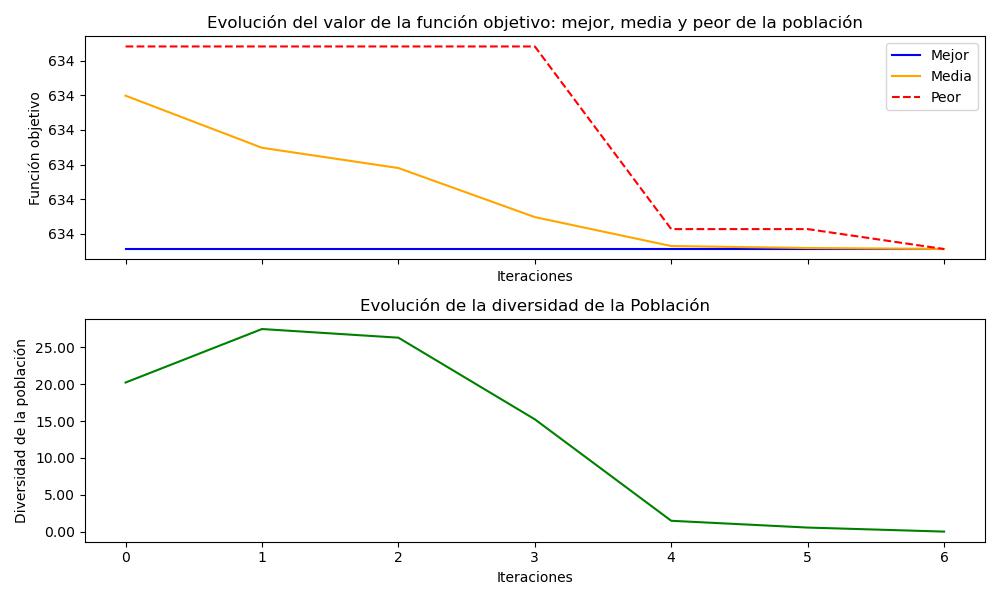 Evolución del valor de la función objetivo: mejor, media y peor de la población
Función objetivo
634
634
634
634
634
634
Mejor
Media
Peor
Iteraciones
Evolución de la diversidad de la Población
Diversidad de la población
25.00
20.00
15.00
10.00
5.00
0.00
0 1 2 3 4 5 6
Iteraciones